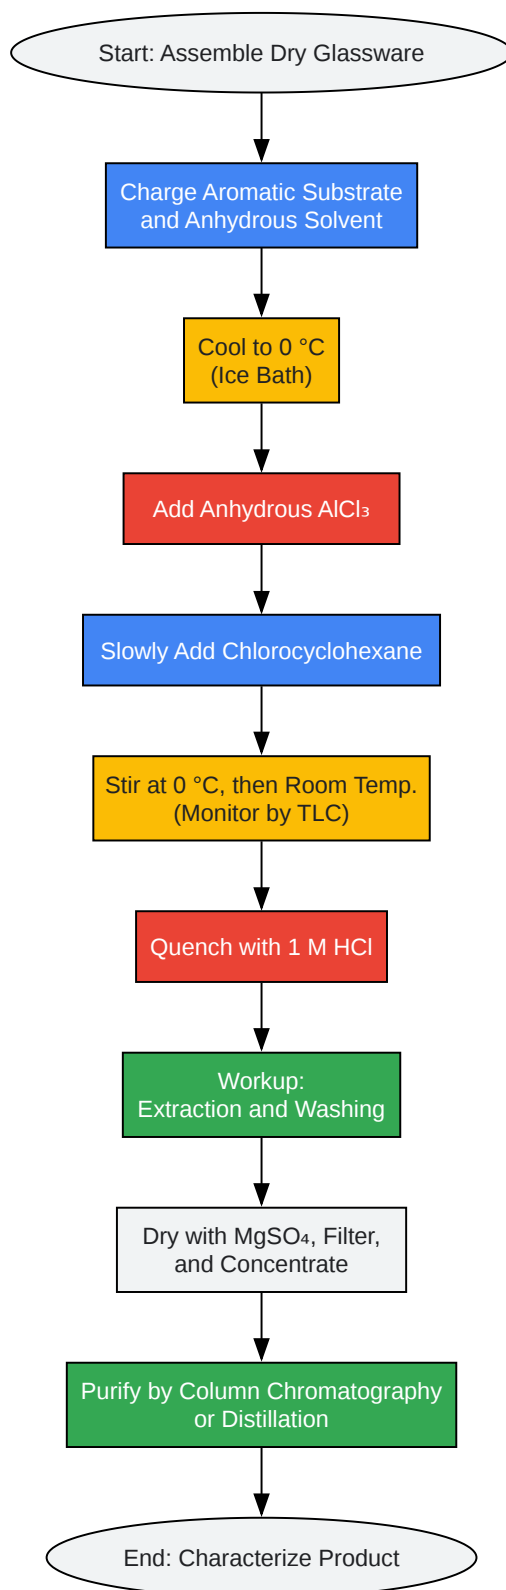 Start: Assemble Dry Glassware
Charge Aromatic Substrate
and Anhydrous Solvent
Cool to 0 °C
(Ice Bath)
Add Anhydrous AlCl₃
Slowly Add Chlorocyclohexane
Stir at 0 °C, then Room Temp.
(Monitor by TLC)
Quench with 1 M HCl
Workup:
Extraction and Washing
Dry with MgSO₄, Filter,
and Concentrate
Purify by Column Chromatography
or Distillation
End: Characterize Product